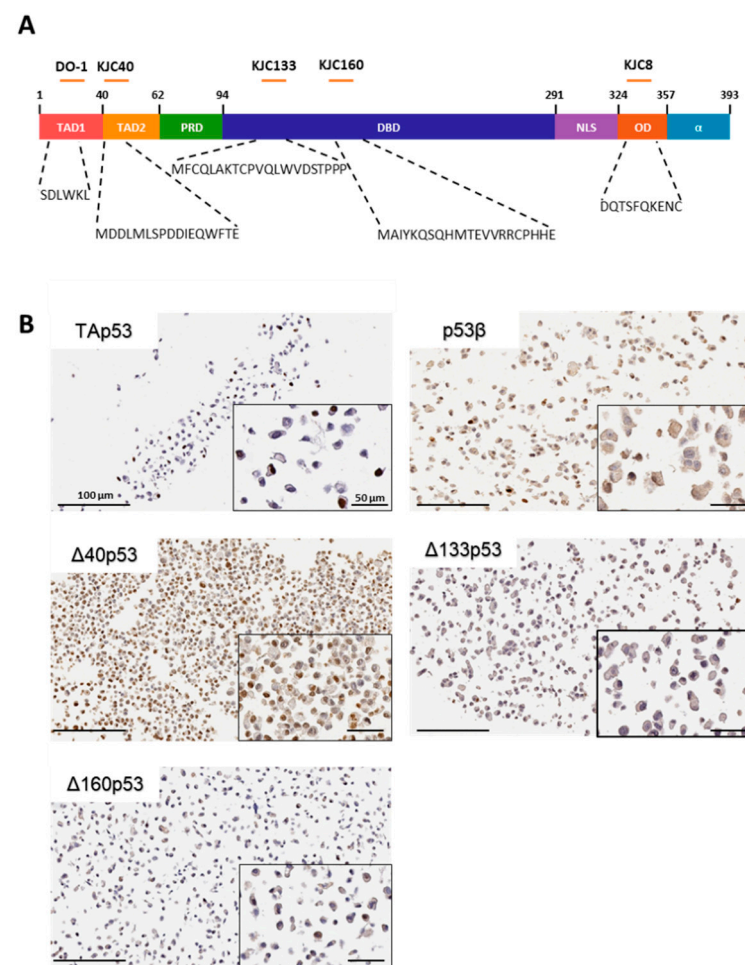 A
DO-1 KJC40 KJC133 KJC160 KJC8
1 40 62 94 291 324 357 393
TAD1 TAD2 PRD DBD NLS OD α
MFCQLAKTCPVQLWVDSTPPP
SDLWKL
DQTSFQKENC
MDDLMLSPDDIEQWFTE
MAIYKQSQHMTEVVRRCPHHE
B
TAp53
p53β
100 μm
50 μm
Δ40p53
Δ133p53
Δ160p53